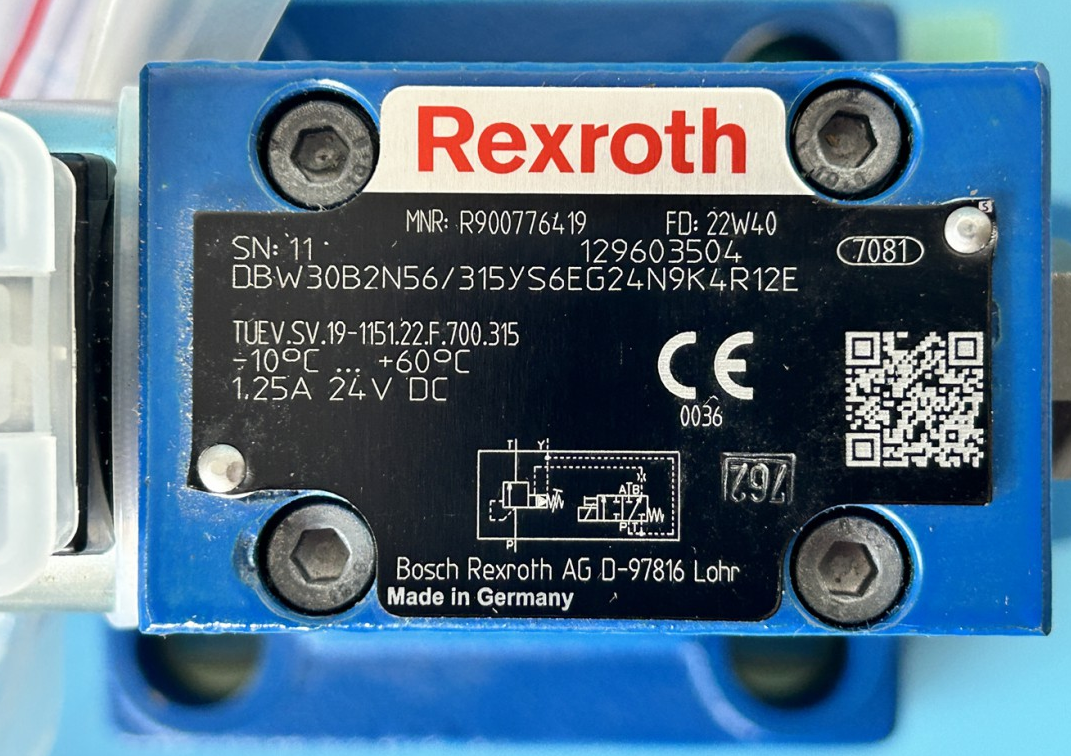 Rexroth
MNR: R900776419 FD: 22W40
SN: 11 129603504
7081
DBW30B2N56/315YS6EG24N9K4R12E
TUEV.SV.19-1151.22.F.700.315
-10°C ... +60°C
1.25A 24V DC
CE
0036
T Y
A B
P T
P
762
Bosch Rexroth AG D-97816 Lohr
Made in Germany